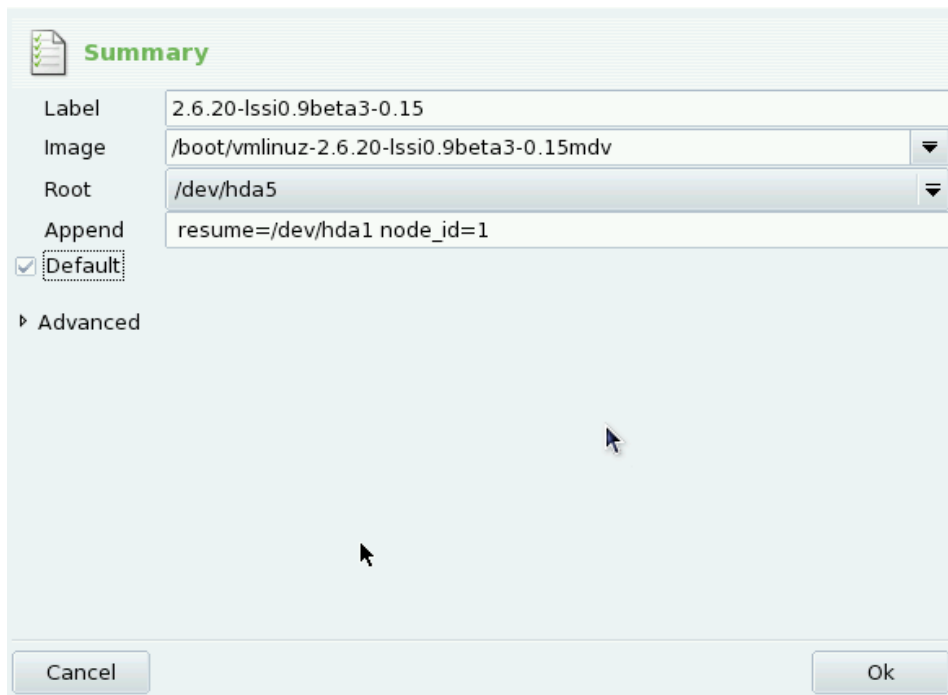 Summary
Label 2.6.20-lssi0.9beta3-0.15
Image /boot/vmlinuz-2.6.20-lssi0.9beta3-0.15mdv
Root /dev/hda5
Append resume=/dev/hda1 node_id=1
Default
Advanced
Cancel Ok